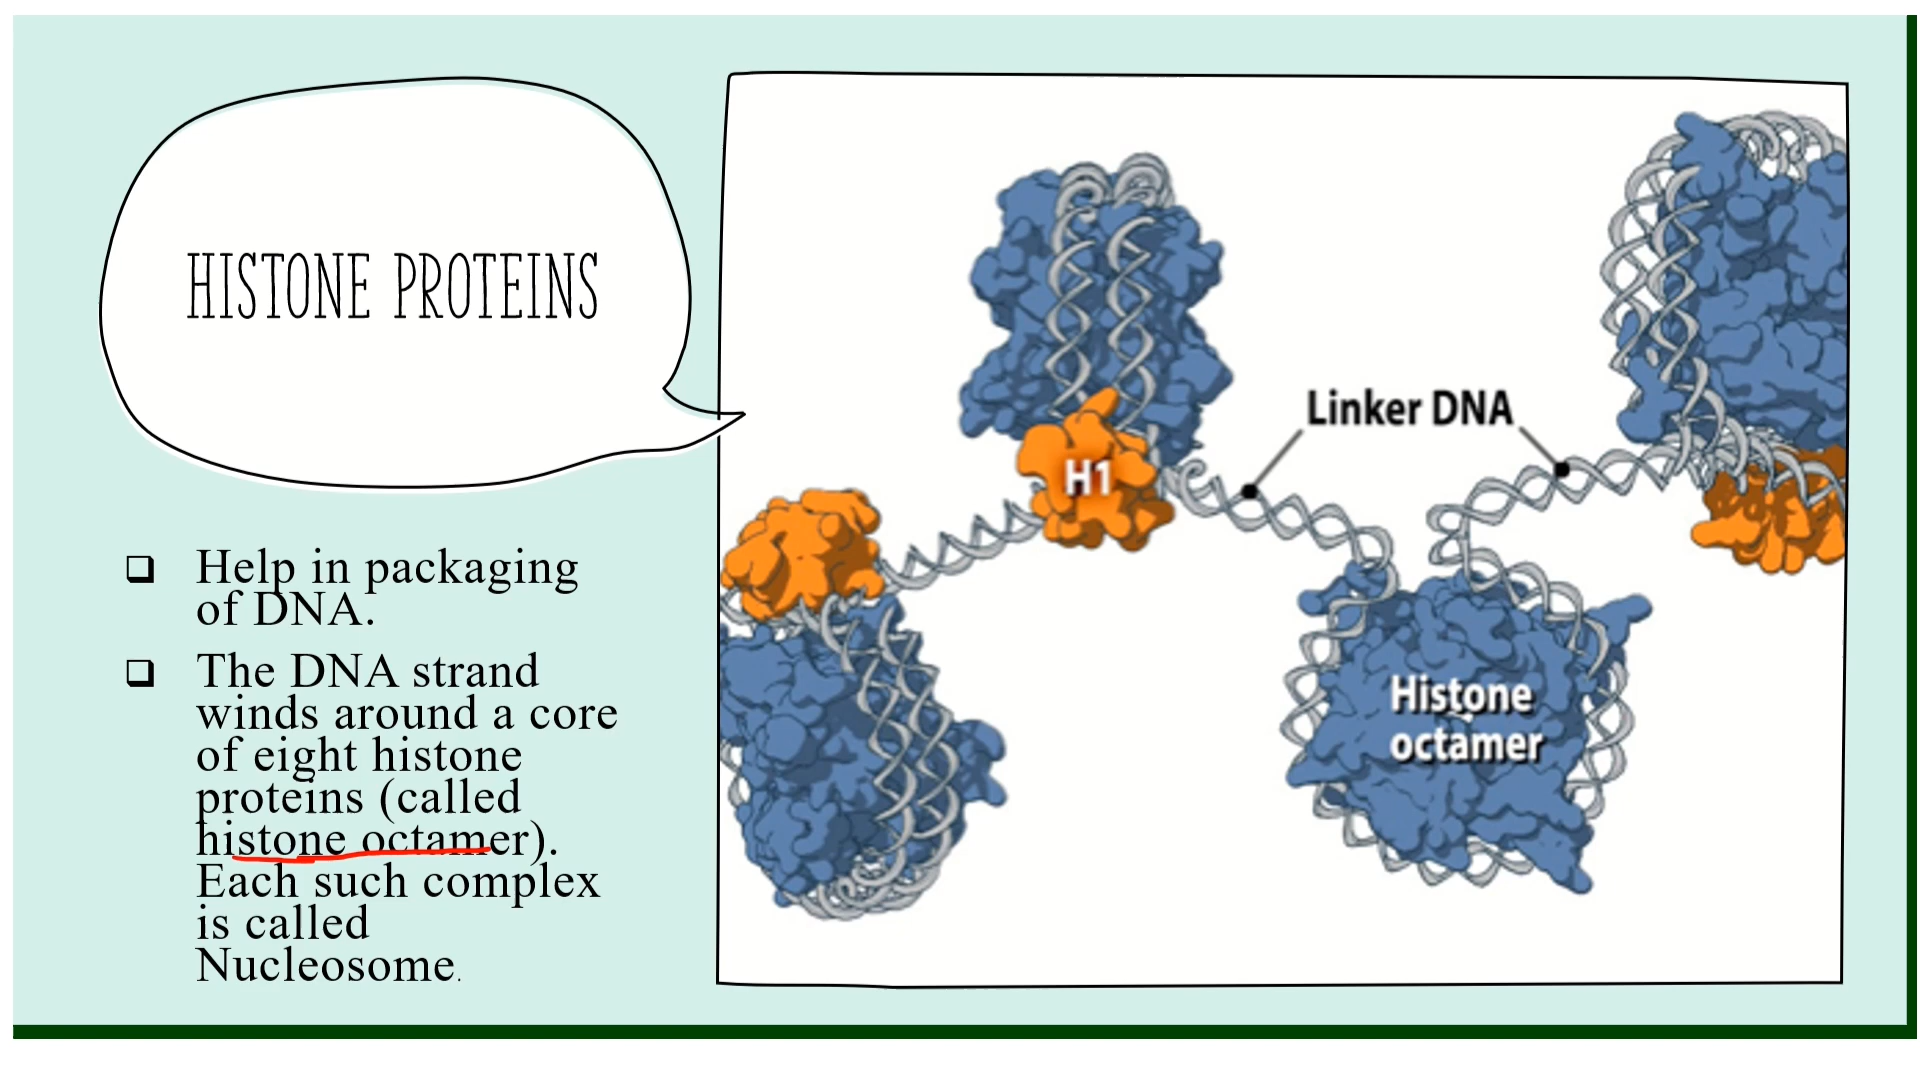 HISTONE PROTEINS
Help in packaging
of DNA.
The DNA strand
winds around a core
of eight histone
proteins (called
histone octamer).
Each such complex
is called
Nucleosome.
Linker DNA
H1
Histone
octamer